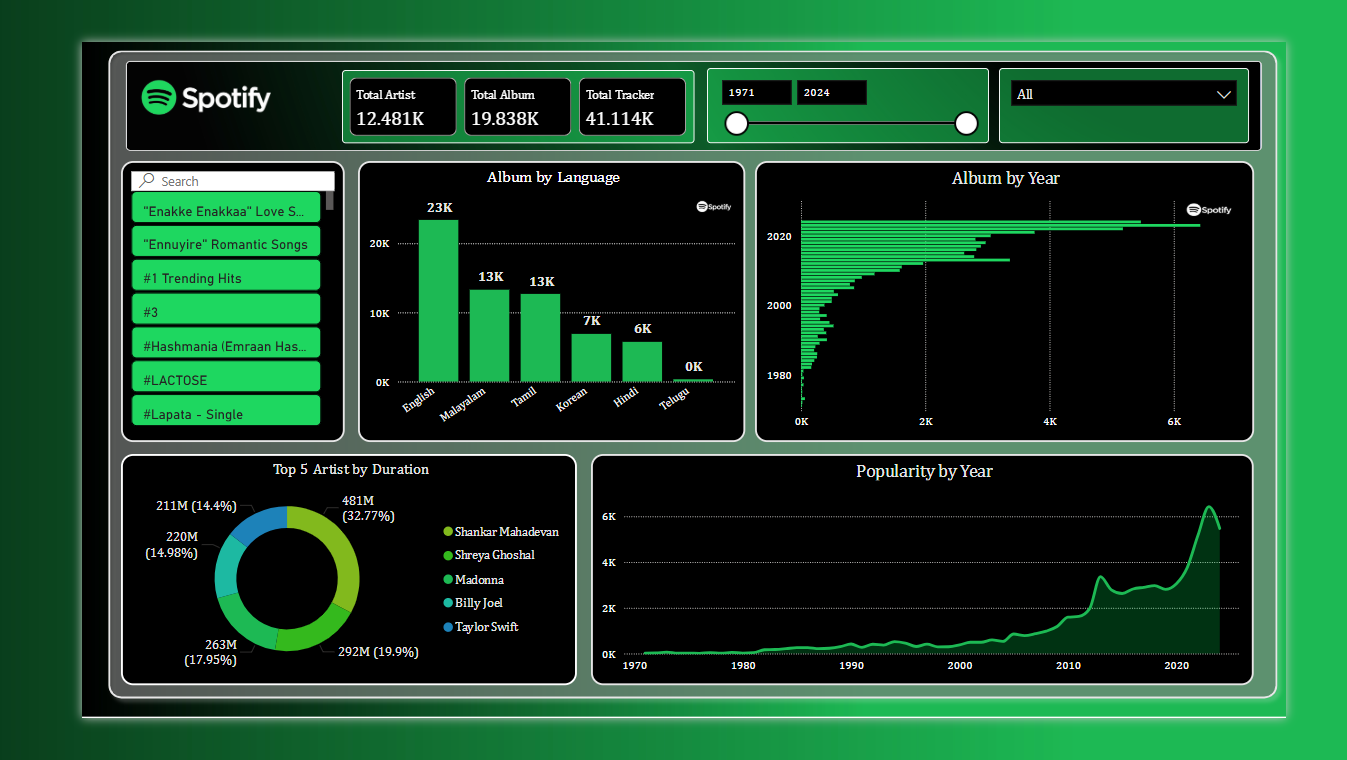 Spotify
Total Artist
12.481K
Total Album
19.838K
Total Tracker
41.114K
1971
2024
All
Search
"Enakke Enakkaa" Love S...
"Ennuyire" Romantic Songs
#1 Trending Hits
#3
#Hashmania (Emraan Has...
#LACTOSE
#Lapata - Single
Album by Language
Spotify
23K
13K
13K
7K
6K
0K
20K
10K
0K
English
Malayalam
Tamil
Korean
Hindi
Telugu
Album by Year
Spotify
2020
2000
1980
0K
2K
4K
6K
Top 5 Artist by Duration
211M (14.4%)
481M
(32.77%)
220M
(14.98%)
263M
(17.95%)
292M (19.9%)
Shankar Mahadevan
Shreya Ghoshal
Madonna
Billy Joel
Taylor Swift
Popularity by Year
6K
4K
2K
0K
1970
1980
1990
2000
2010
2020